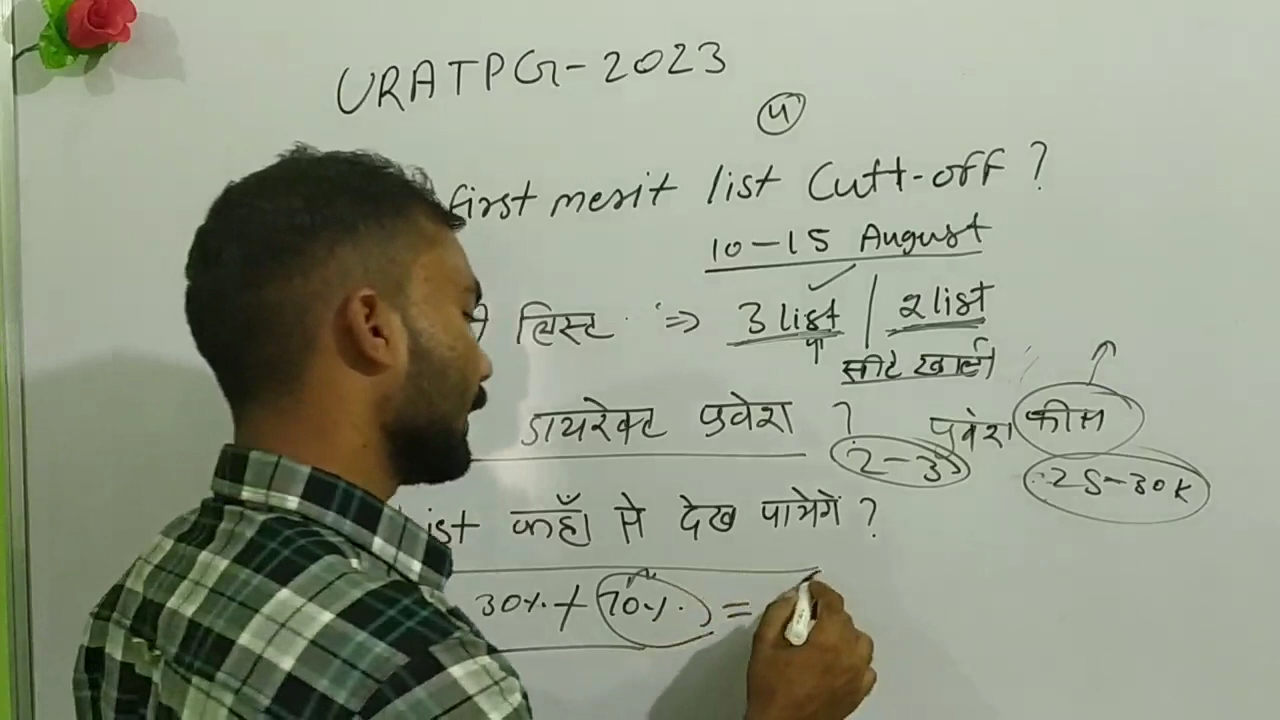 URATPG-2023
4
first merit list Cutt-off ?
10-15 August
लिस्ट ⇒ 3 list | 2 list
सीटे खाली
डायरेक्ट प्रवेश ?
2-3
प्रवेश फीस
25-30K
ist कहाँ से देख पायेगें ?
30% + 70% =